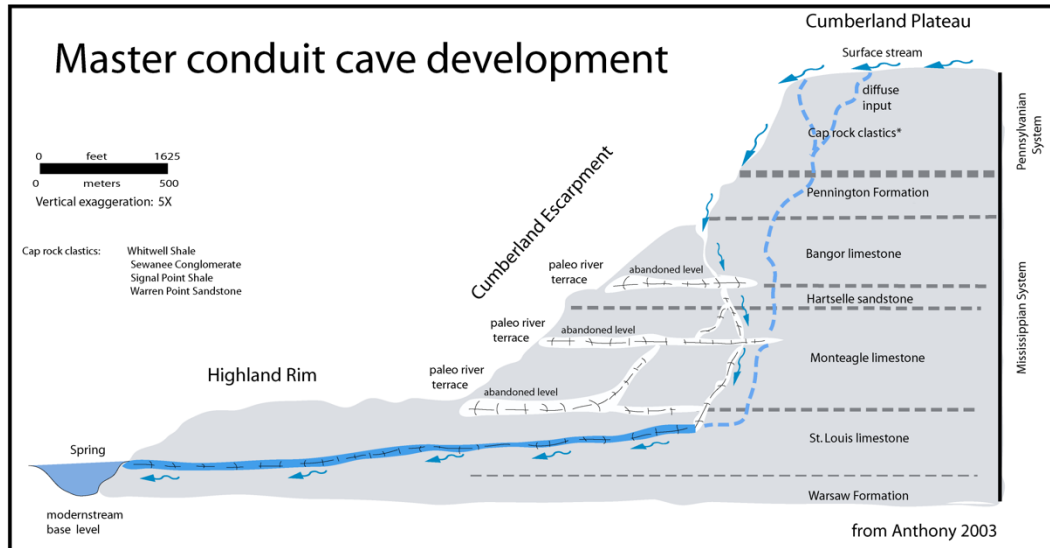 Cumberland Plateau
Master conduit cave development
Surface stream
diffuse
input
Cap rock clastics*
Pennsylvanian
System
0 feet 1625
0 meters 500
Vertical exaggeration: 5X
Pennington Formation
Cumberland Escarpment
Cap rock clastics: Whitwell Shale
Sewanee Conglomerate
Signal Point Shale
Warren Point Sandstone
Bangor limestone
paleo river
terrace
abandoned level
Hartselle sandstone
Mississippian System
paleo river
terrace
abandoned level
Monteagle limestone
Highland Rim
paleo river
terrace
abandoned level
St. Louis limestone
Spring
Warsaw Formation
modernstream
base level
from Anthony 2003